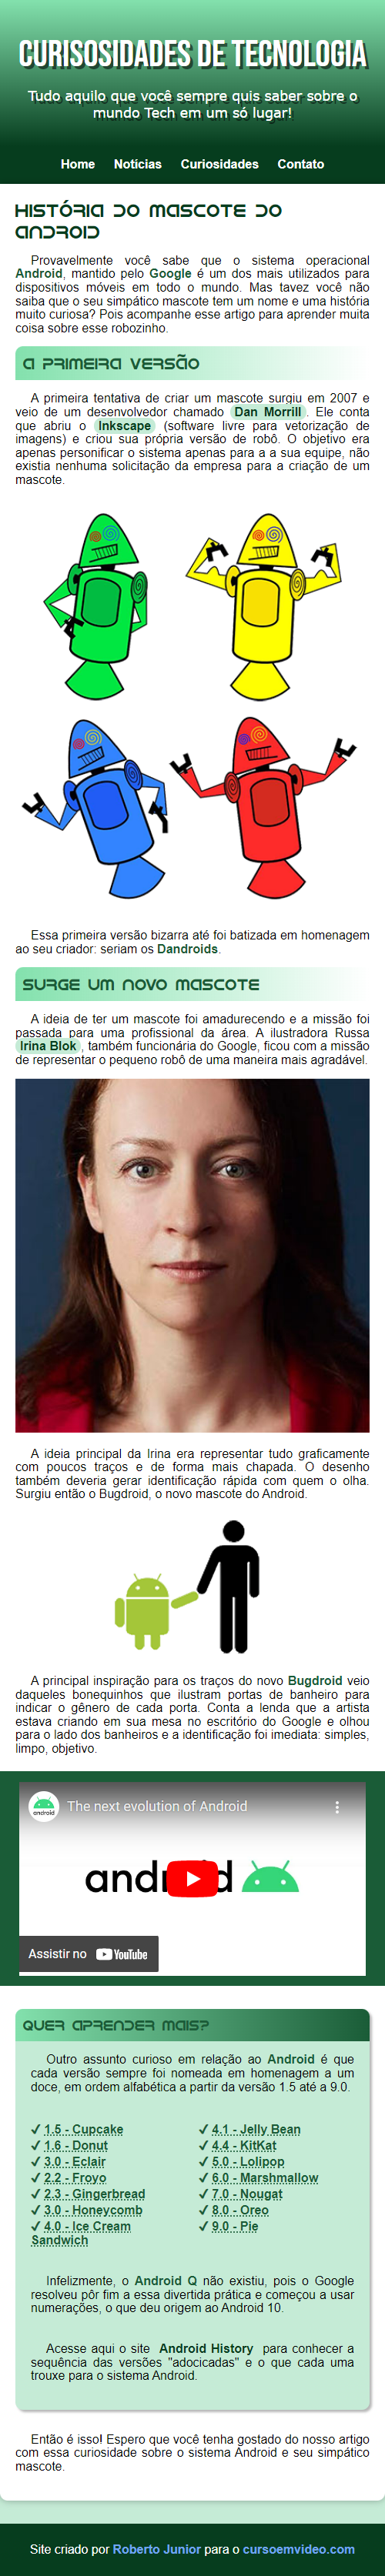 CURISOSIDADES DE TECNOLOGIA
Tudo aquilo que você sempre quis saber sobre o
mundo Tech em um só lugar!
Home Noticias Curiosidades Contato
História do Mascote do
Android
Provavelmente você sabe que o sistema operacional
Android, mantido pelo Google é um dos mais utilizados para
dispositivos móveis em todo o mundo. Mas tavez você não
saiba que o seu simpático mascote tem um nome e uma história
muito curiosa? Pois acompanhe esse artigo para aprender muita
coisa sobre esse robozinho.
A primeira versão
A primeira tentativa de criar um mascote surgiu em 2007 e
veio de um desenvolvedor chamado Dan Morrill. Ele conta
que abriu o Inkscape (software livre para vetorização de
imagens) e criou sua própria versão de robô. O objetivo era
apenas personificar o sistema apenas para a a sua equipe, não
existia nenhuma solicitação da empresa para a criação de um
mascote.
Essa primeira versão bizarra até foi batizada em homenagem
ao seu criador: seriam os Dandroids.
Surge um novo mascote
A ideia de ter um mascote foi amadurecendo e a missão foi
passada para uma profissional da área. A ilustradora Russa
Irina Blok, também funcionária do Google, ficou com a missão
de representar o pequeno robô de uma maneira mais agradável.
A ideia principal da Irina era representar tudo graficamente
com poucos traços e de forma mais chapada. O desenho
também deveria gerar identificação rápida com quem o olha.
Surgiu então o Bugdroid, o novo mascote do Android.
A principal inspiração para os traços do novo Bugdroid veio
daqueles bonequinhos que ilustram portas de banheiro para
indicar o gênero de cada porta. Conta a lenda que a artista
estava criando em sua mesa no escritório do Google e olhou
para o lado dos banheiros e a identificação foi imediata: simples,
limpo, objetivo.
android The next evolution of Android
android
Assistir no YouTube
Quer aprender mais?
Outro assunto curioso em relação ao Android é que
cada versão sempre foi nomeada em homenagem a um
doce, em ordem alfabética a partir da versão 1.5 até a 9.0.
✔ 1.5 - Cupcake
✔ 1.6 - Donut
✔ 3.0 - Eclair
✔ 2.2 - Froyo
✔ 2.3 - Gingerbread
✔ 3.0 - Honeycomb
✔ 4.0 - Ice Cream
Sandwich
✔ 4.1 - Jelly Bean
✔ 4.4 - KitKat
✔ 5.0 - Lolipop
✔ 6.0 - Marshmallow
✔ 7.0 - Nougat
✔ 8.0 - Oreo
✔ 9.0 - Pie
Infelizmente, o Android Q não existiu, pois o Google
resolveu pôr fim a essa divertida prática e começou a usar
numerações, o que deu origem ao Android 10.
Acesse aqui o site Android History para conhecer a
sequência das versões "adocicadas" e o que cada uma
trouxe para o sistema Android.
Então é isso! Espero que você tenha gostado do nosso artigo
com essa curiosidade sobre o sistema Android e seu simpático
mascote.
Site criado por Roberto Junior para o cursoemvideo.com